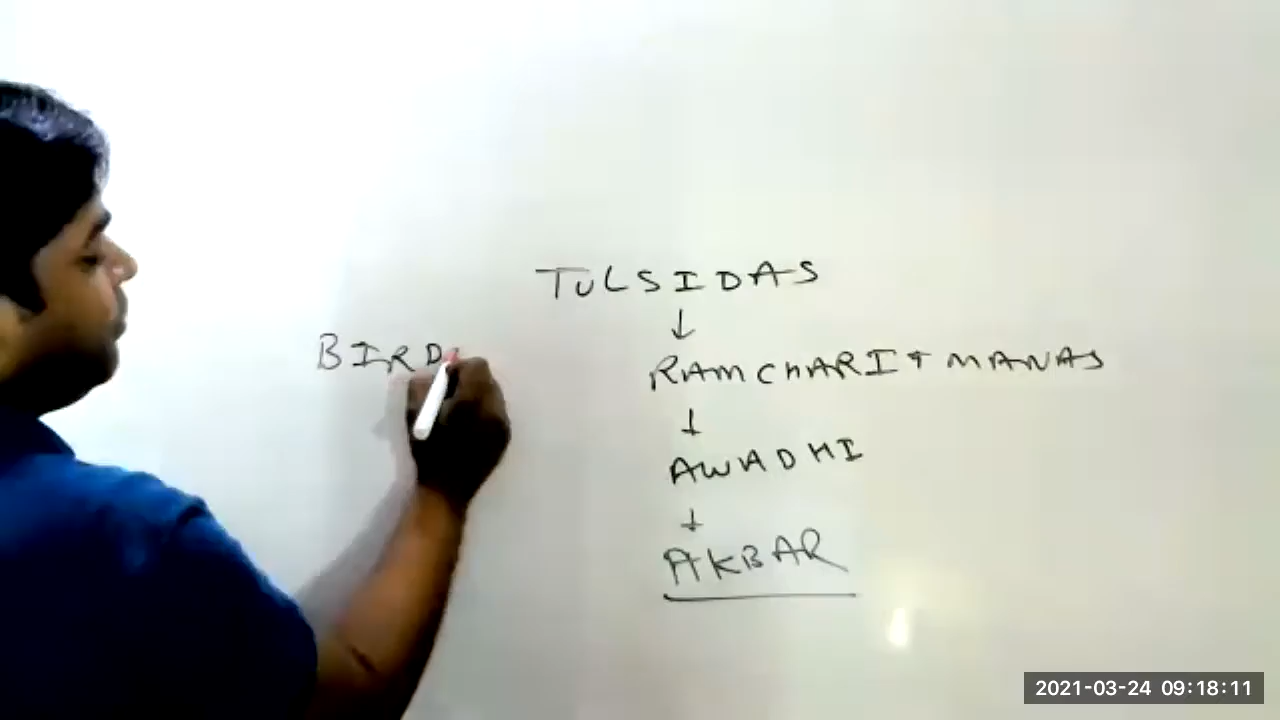 TULSIDAS
↓
BIRD
RAMCHARITMANAS
↓
AWADHI
↓
AKBAR
2021-03-24 09:18:11